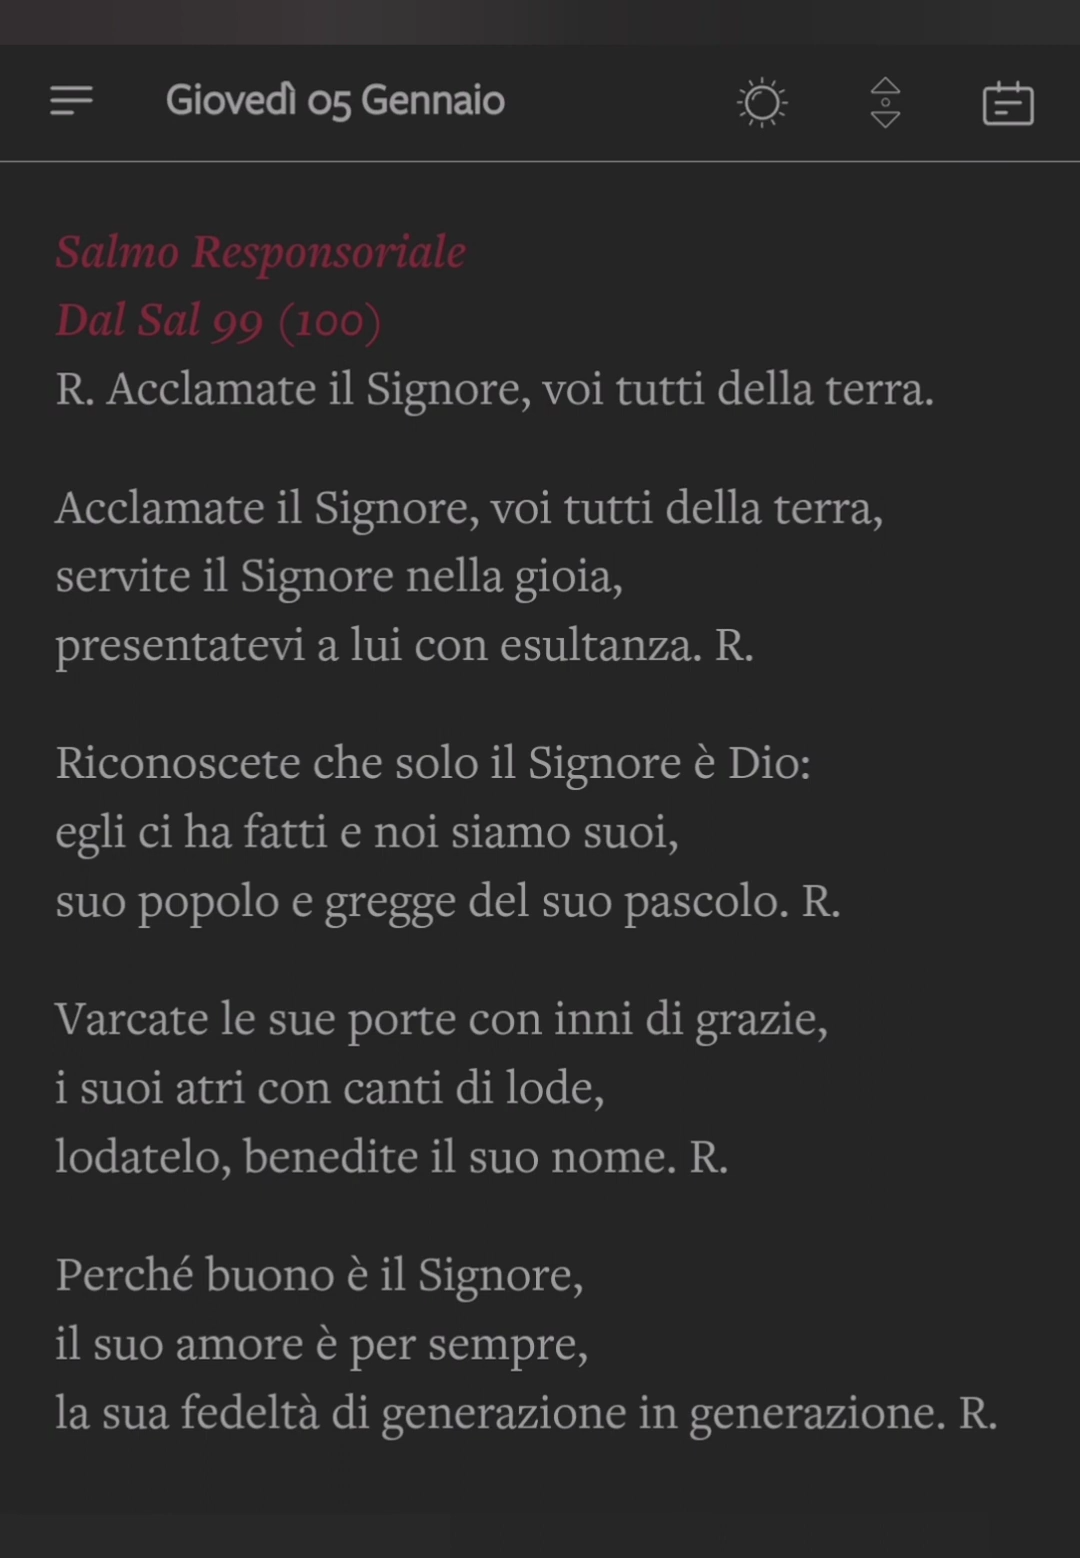 Giovedì 05 Gennaio
Salmo Responsoriale
Dal Sal 99 (100)
R. Acclamate il Signore, voi tutti della terra.
Acclamate il Signore, voi tutti della terra,
servite il Signore nella gioia,
presentatevi a lui con esultanza. R.
Riconoscete che solo il Signore è Dio:
egli ci ha fatti e noi siamo suoi,
suo popolo e gregge del suo pascolo. R.
Varcate le sue porte con inni di grazie,
i suoi atri con canti di lode,
lodatelo, benedite il suo nome. R.
Perché buono è il Signore,
il suo amore è per sempre,
la sua fedeltà di generazione in generazione. R.